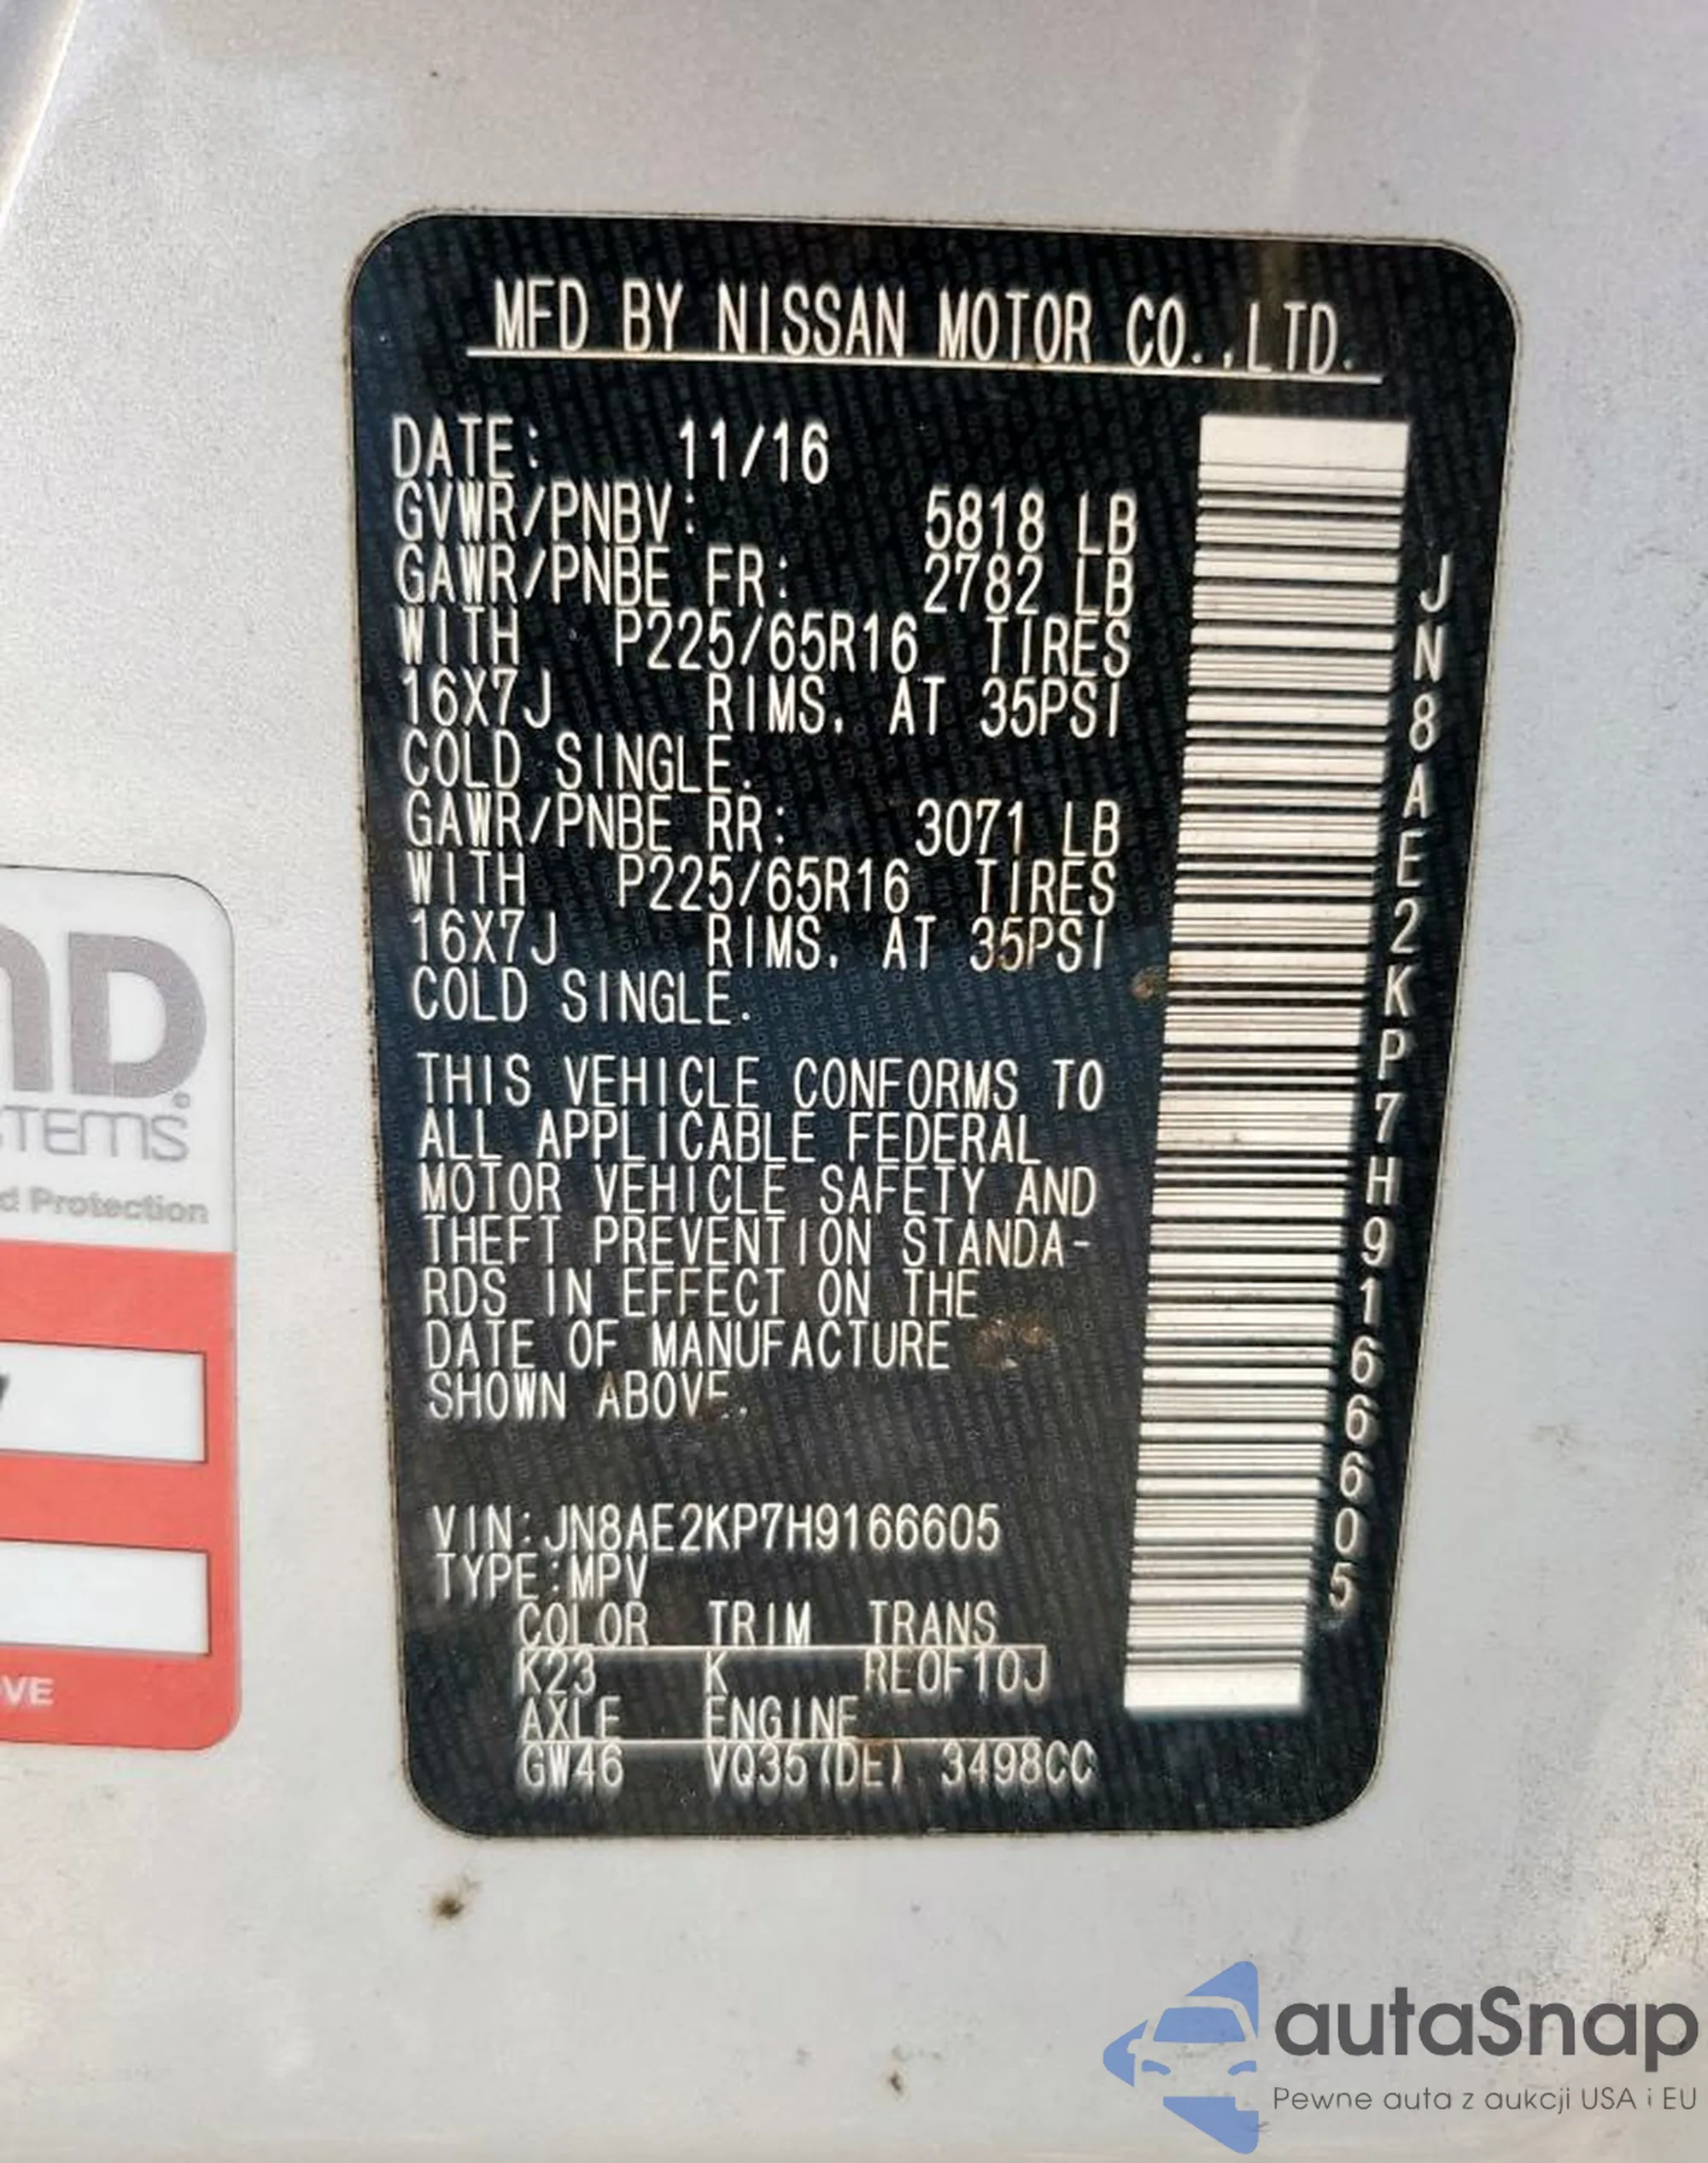 MFD BY NISSAN MOTOR CO.,LTD.
DATE: 11/16
GVWR/PNBV: 5818 LB
GAWR/PNBE FR: 2782 LB
WITH P225/65R16 TIRES
16X7J RIMS. AT 35PSI
COLD SINGLE.
GAWR/PNBE RR: 3071 LB
WITH P225/65R16 TIRES
16X7J RIMS. AT 35PSI
COLD SINGLE.
THIS VEHICLE CONFORMS TO
ALL APPLICABLE FEDERAL
MOTOR VEHICLE SAFETY AND
THEFT PREVENTION STANDA-
RDS IN EFFECT ON THE
DATE OF MANUFACTURE
SHOWN ABOVE.
VIN:JN8AE2KP7H9166605
TYPE:MPV
COLOR TRIM TRANS
K23 K RE0F10J
AXLE ENGINE
GW46 VQ35(DE) 3498CC
JN8AE2KP7H9166605
Protection
autaSnap
Pewne auta z aukcji USA i EU